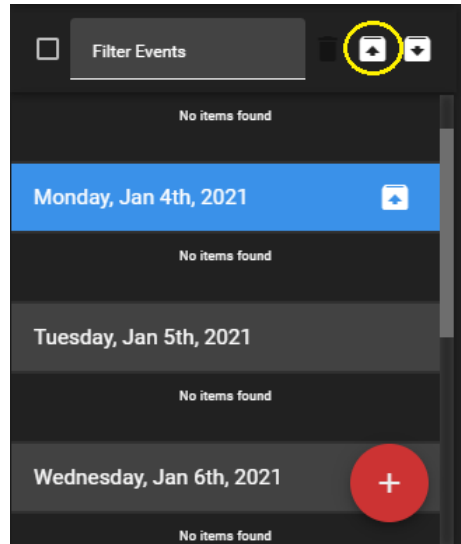 Filter Events
No items found
Monday, Jan 4th, 2021
No items found
Tuesday, Jan 5th, 2021
No items found
Wednesday, Jan 6th, 2021
No items found